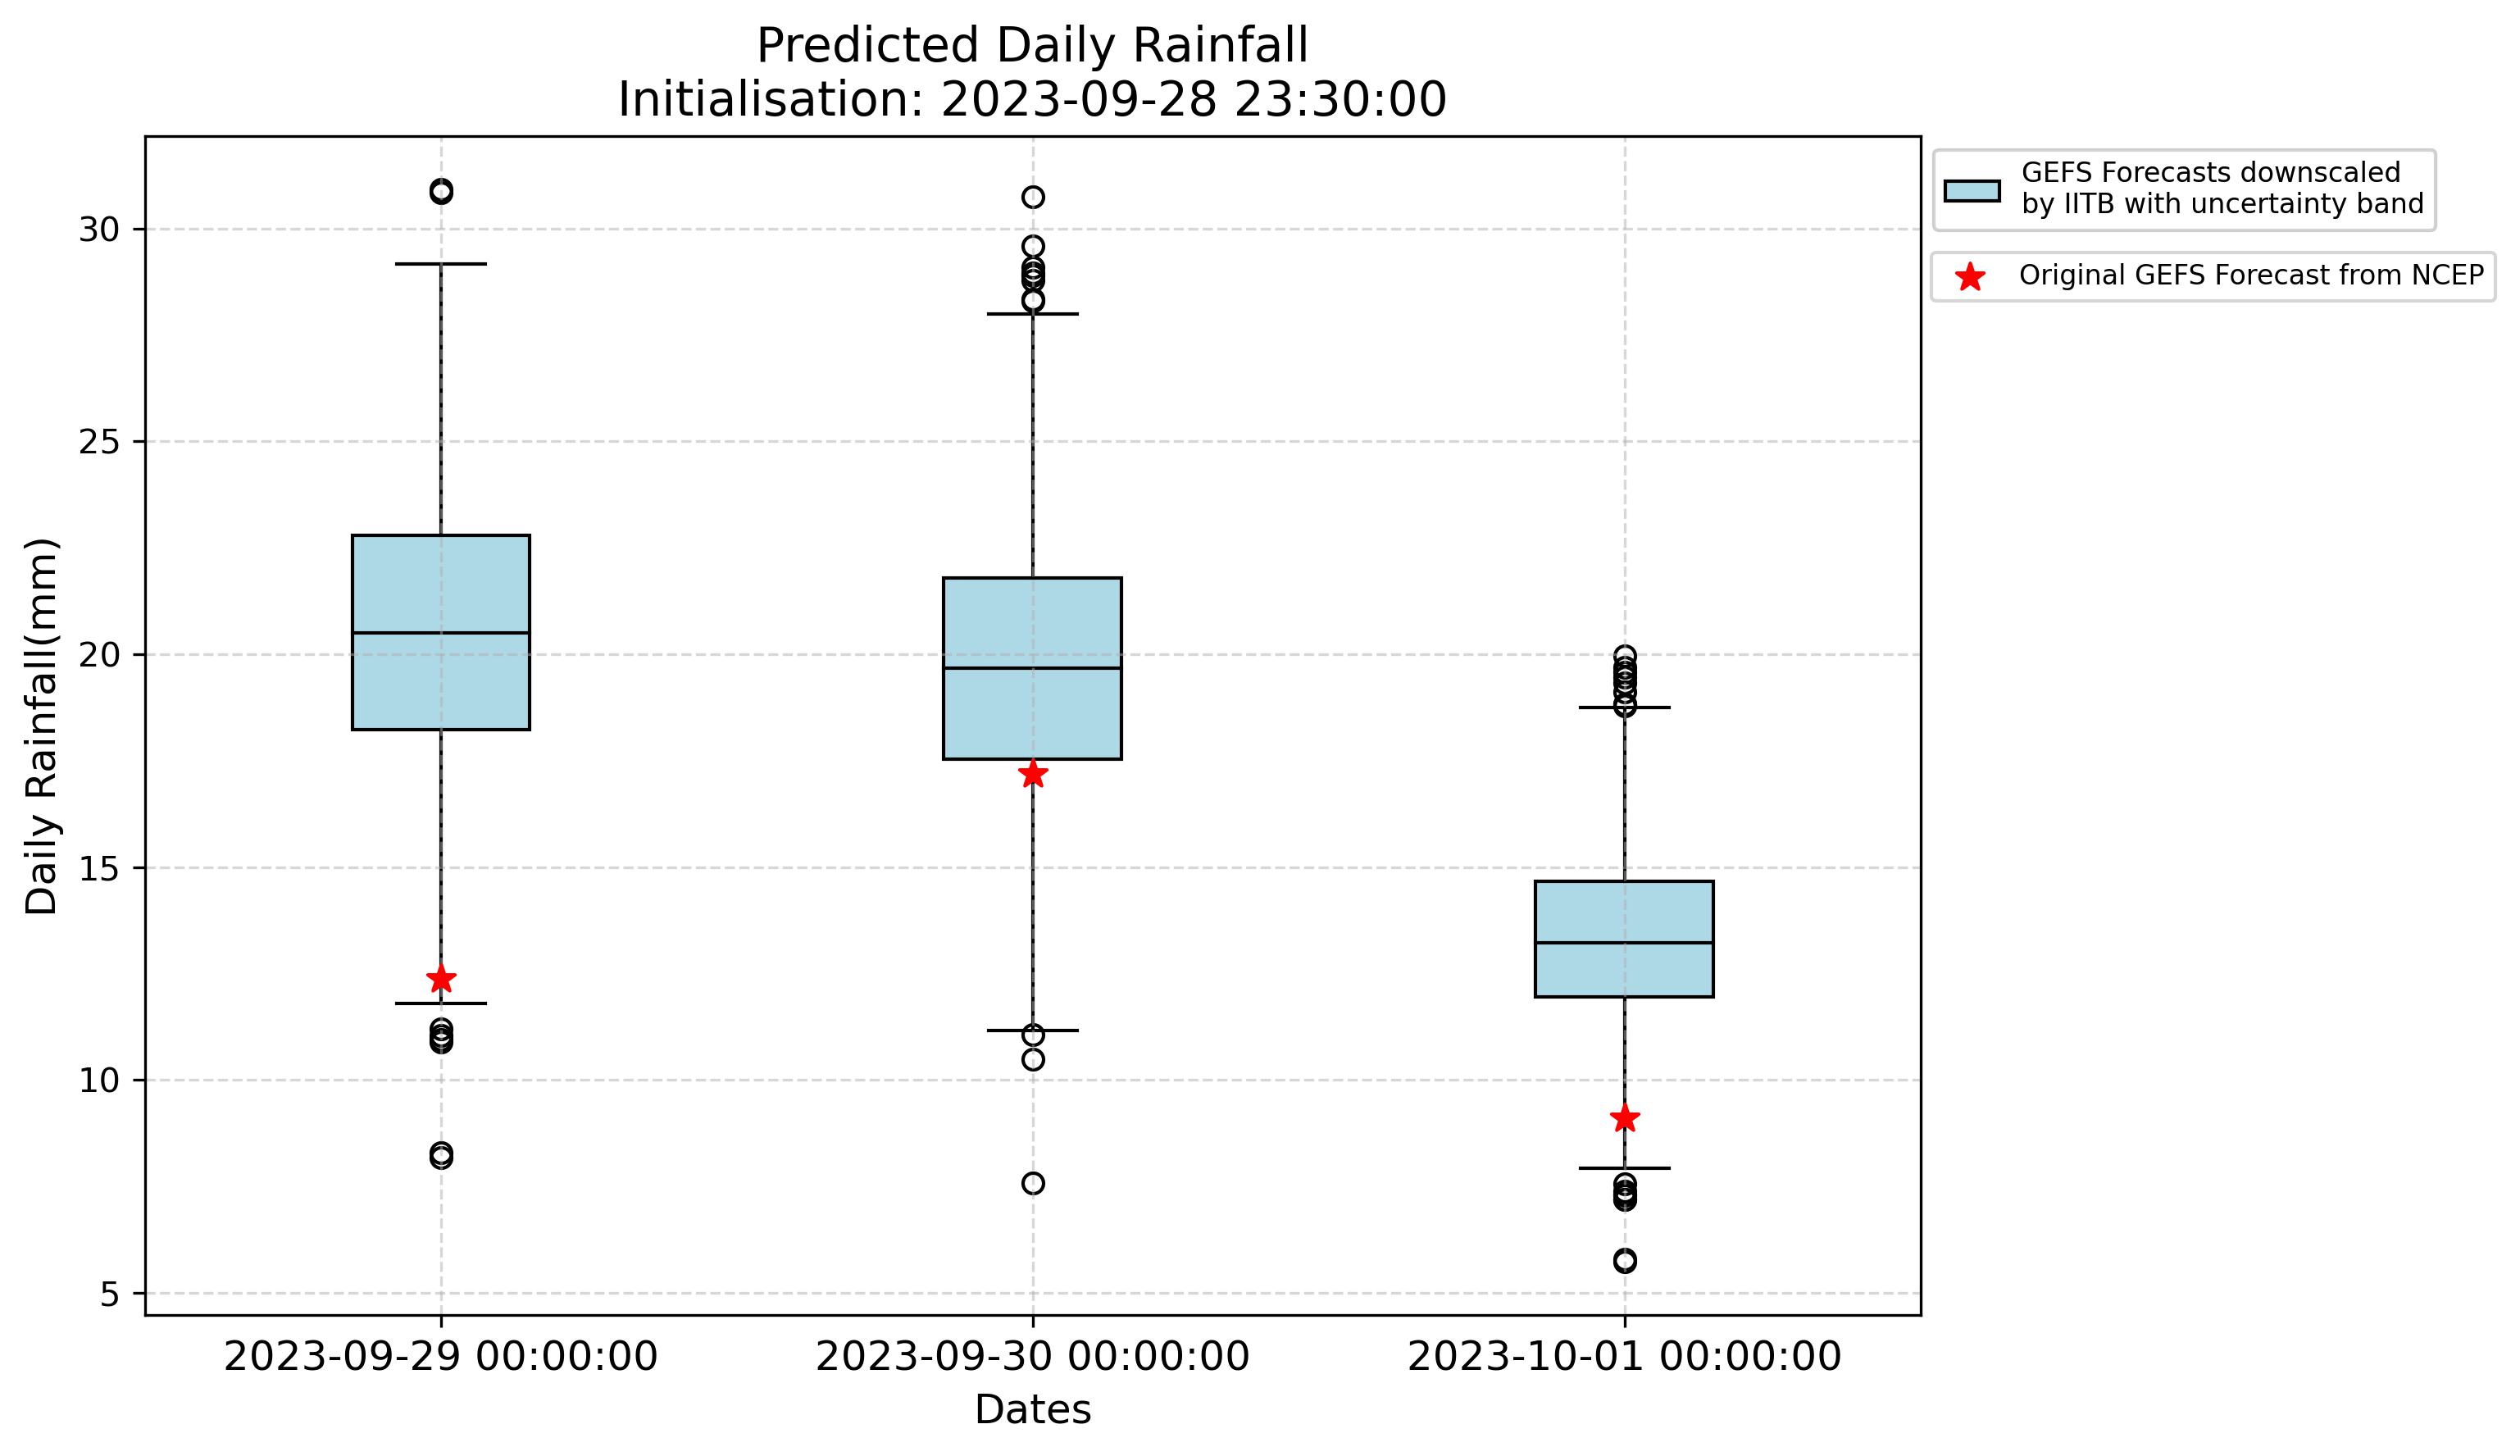 Predicted Daily Rainfall
Initialisation: 2023-09-28 23:30:00
GEFS Forecasts downscaled
by IITB with uncertainty band
Original GEFS Forecast from NCEP
Daily Rainfall(mm)
30
25
20
15
10
5
2023-09-29 00:00:00
2023-09-30 00:00:00
2023-10-01 00:00:00
Dates